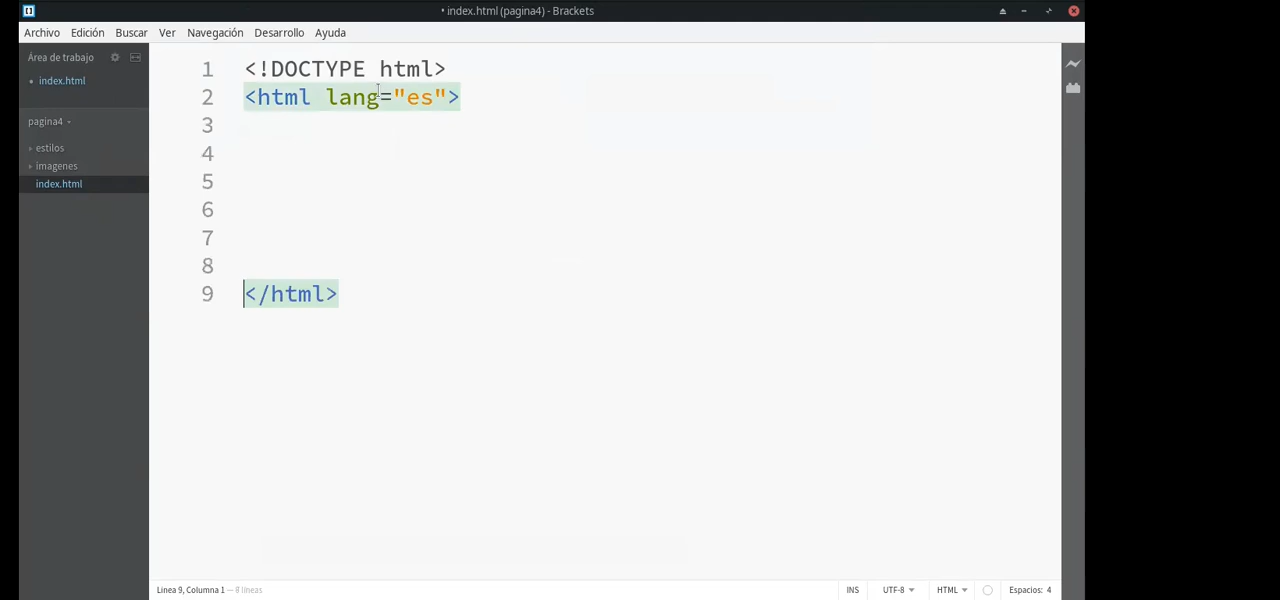 • index.html (pagina4) - Brackets
Archivo Edición Buscar Ver Navegación Desarrollo Ayuda
Área de trabajo
• index.html
pagina4
estilos
imagenes
index.html
1 <!DOCTYPE html>
2 <html lang="es">
3
4
5
6
7
8
9 </html>
Linea 9, Columna 1 — 8 líneas
INS UTF-8 HTML Espacios: 4